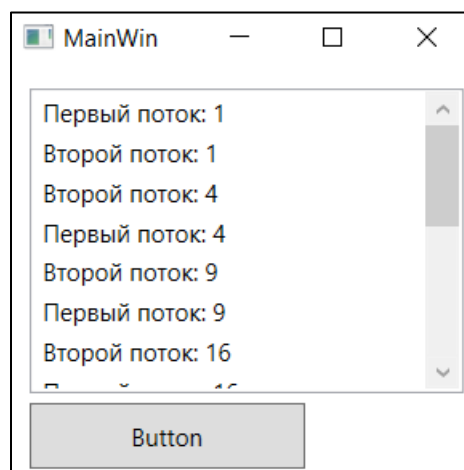 MainWin
Первый поток: 1
Второй поток: 1
Второй поток: 4
Первый поток: 4
Второй поток: 9
Первый поток: 9
Второй поток: 16
Button